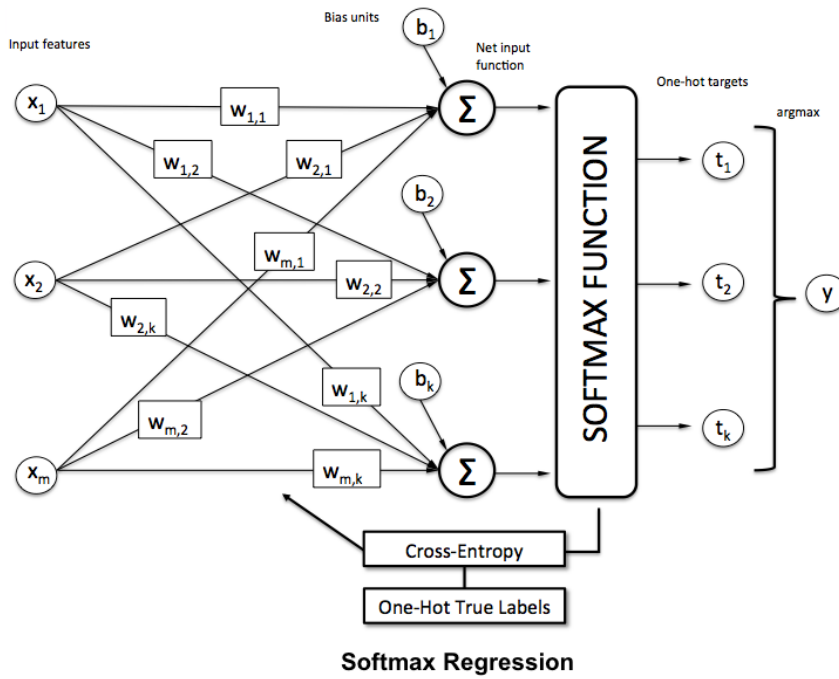 Bias units
b1
Input features
Net input
function
One-hot targets
argmax
x1
w1,1
Σ
w1,2
w2,1
t1
b2
wm,1
x2
w2,2
Σ
SOFTMAX FUNCTION
t2
y
w2,k
bk
w1,k
wm,2
tk
xm
wm,k
Σ
Cross-Entropy
One-Hot True Labels
Softmax Regression